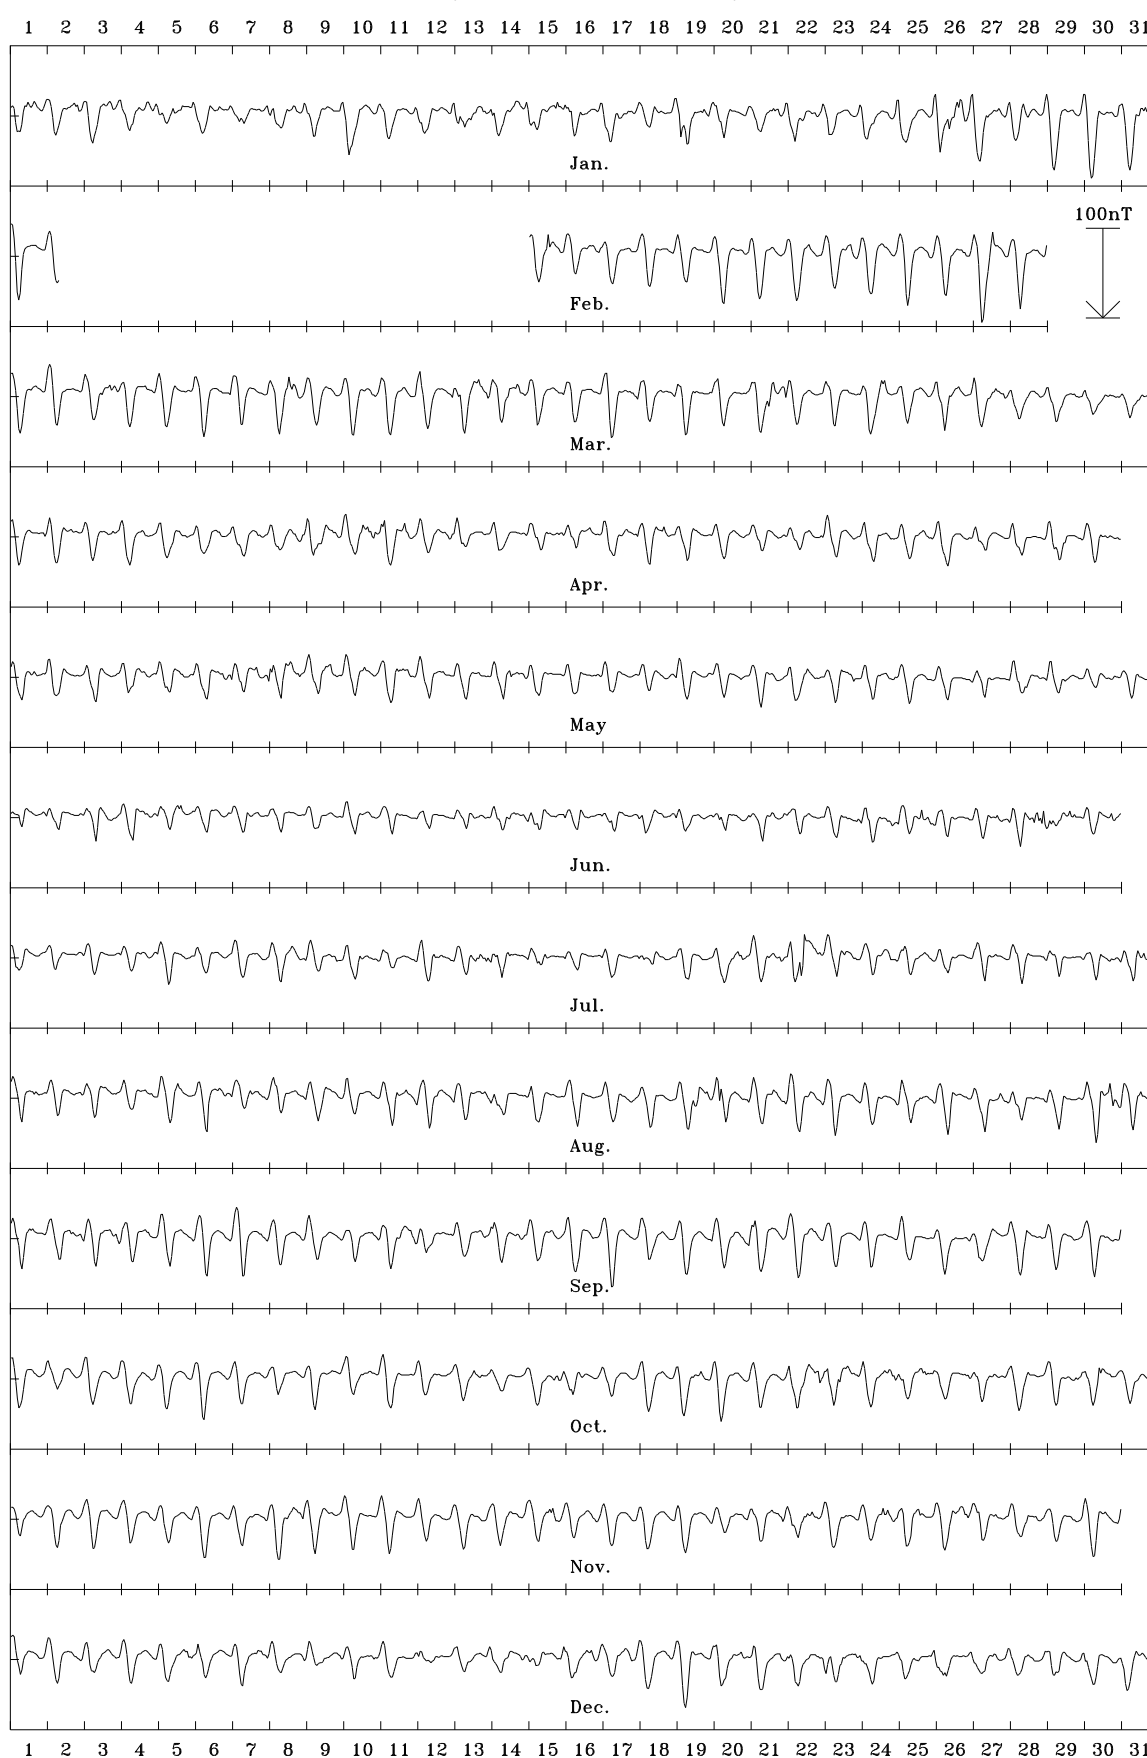 1 2 3 4 5 6 7 8 9 10 11 12 13 14 15 16 17 18 19 20 21 22 23 24 25 26 27 28 29 30 31
Jan.
100nT
Feb.
Mar.
Apr.
May
Jun.
Jul.
Aug.
Sep.
Oct.
Nov.
Dec.
1 2 3 4 5 6 7 8 9 10 11 12 13 14 15 16 17 18 19 20 21 22 23 24 25 26 27 28 29 30 31